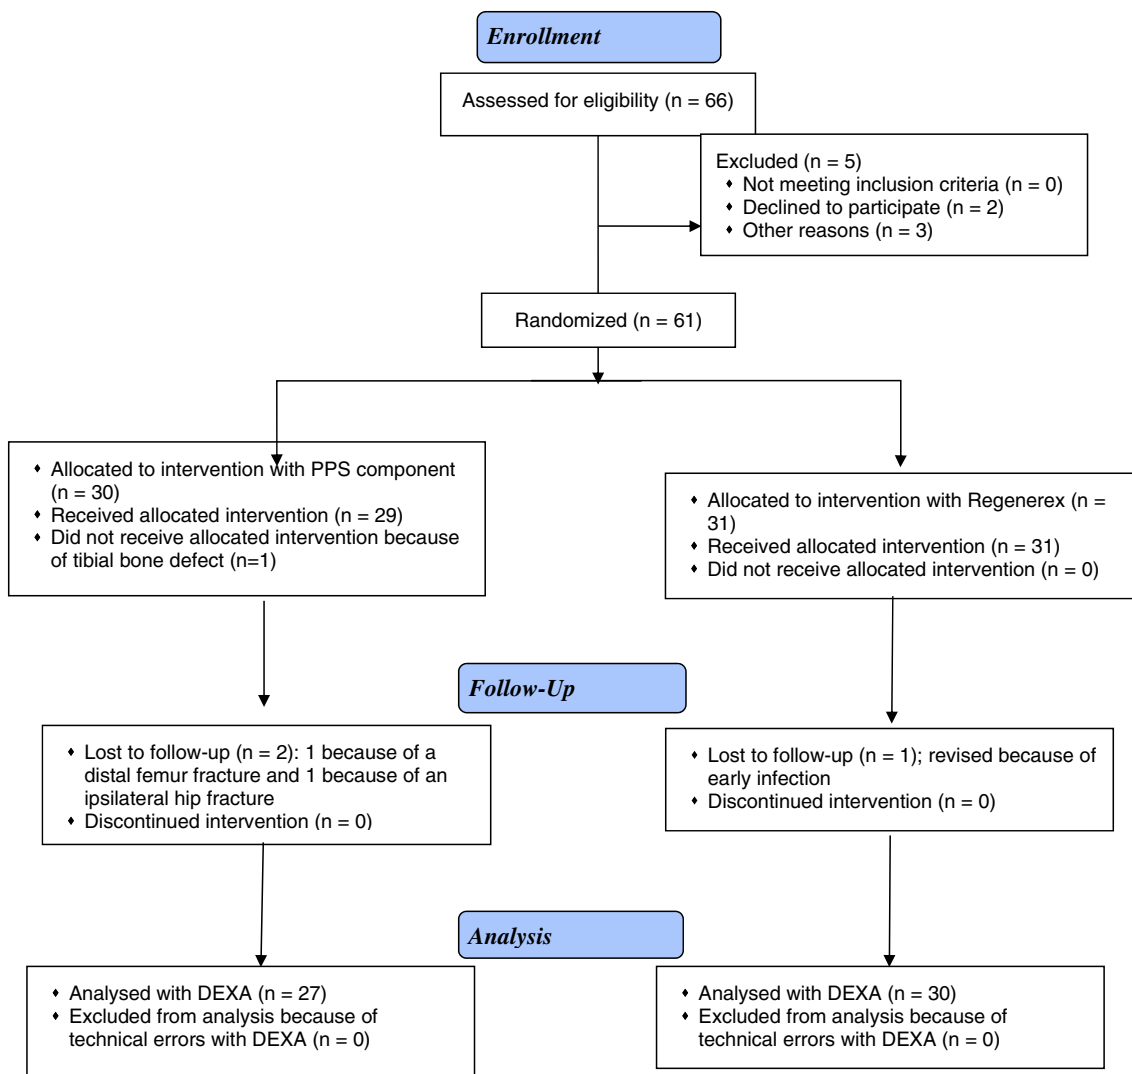 Enrollment
Assessed for eligibility (n = 66)
Excluded (n = 5)
♦ Not meeting inclusion criteria (n = 0)
♦ Declined to participate (n = 2)
♦ Other reasons (n = 3)
Randomized (n = 61)
♦ Allocated to intervention with PPS component
(n = 30)
♦ Received allocated intervention (n = 29)
♦ Did not receive allocated intervention because
of tibial bone defect (n=1)
♦ Allocated to intervention with Regenerex (n =
31)
♦ Received allocated intervention (n = 31)
♦ Did not receive allocated intervention (n = 0)
Follow-Up
♦ Lost to follow-up (n = 2): 1 because of a
distal femur fracture and 1 because of an
ipsilateral hip fracture
♦ Discontinued intervention (n = 0)
♦ Lost to follow-up (n = 1); revised because of
early infection
♦ Discontinued intervention (n = 0)
Analysis
♦ Analysed with DEXA (n = 27)
♦ Excluded from analysis because of
technical errors with DEXA (n = 0)
♦ Analysed with DEXA (n = 30)
♦ Excluded from analysis because of
technical errors with DEXA (n = 0)